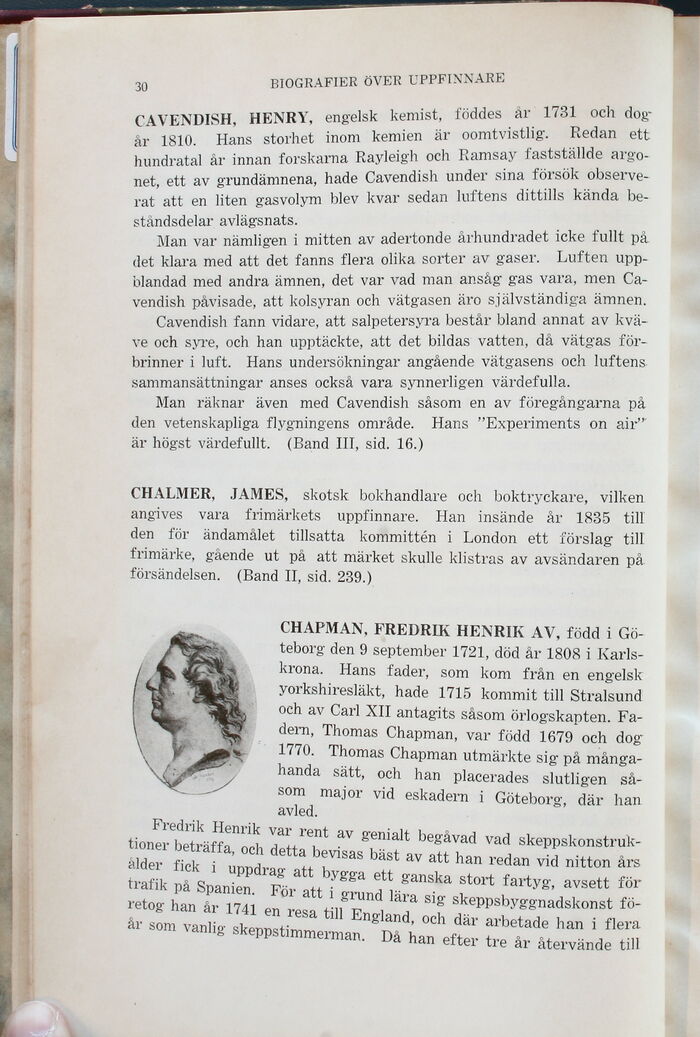 30
BIOGRAFIER ÖVER UPPFINNARE
CAVENDISH, HENRY, engelsk kemist, föddes år 1731 och dog
år 1810. Hans storhet inom kemien är oomtvistlig. Redan ett
hundratal år innan forskarna Rayleigh och Ramsay fastställde argo-
net, ett av grundämnena, hade Cavendish under sina försök observe-
rat att en liten gasvolym blev kvar sedan luftens dittills kända be-
ståndsdelar avlägsnats.
Man var nämligen i mitten av adertonde århundradet icke fullt på
det klara med att det fanns flera olika sorter av gaser. Luften upp-
blandad med andra ämnen, det var vad man ansåg gas vara, men Ca-
vendish påvisade, att kolsyran och vätgasen äro självständiga ämnen.
Cavendish fann vidare, att salpetersyra består bland annat av kvä-
ve och syre, och han upptäckte, att det bildas vatten, då vätgas för-
brinner i luft. Hans undersökningar angående vätgasens och luftens
sammansättningar anses också vara synnerligen värdefulla.
Man räknar även med Cavendish såsom en av föregångarna på
den vetenskapliga flygningens område. Hans ”Experiments on air”
är högst värdefullt. (Band III, sid. 16.)
CHALMER, JAMES, skotsk bokhandlare och boktryckare, vilken
angives vara frimärkets uppfinnare. Han insände år 1835 till
den för ändamålet tillsatta kommittén i London ett förslag till
frimärke, gående ut på att märket skulle klistras av avsändaren på
försändelsen. (Band II, sid. 239.)
CHAPMAN, FREDRIK HENRIK AV, född i Gö-
teborg den 9 september 1721, död år 1808 i Karls-
krona. Hans fader, som kom från en engelsk
yorkshiresläkt, hade 1715 kommit till Stralsund
och av Carl XII antagits såsom örlogskapten. Fa-
dern, Thomas Chapman, var född 1679 och dog
1770. Thomas Chapman utmärkte sig på många-
handa sätt, och han placerades slutligen så-
som major vid eskadern i Göteborg, där han
avled.
Fredrik Henrik var rent av genialt begåvad vad skeppskonstruk-
tioner beträffa, och detta bevisas bäst av att han redan vid nitton års
ålder fick i uppdrag att bygga ett ganska stort fartyg, avsett för
trafik på Spanien. För att i grund lära sig skeppsbyggnadskonst fö-
retog han år 1741 en resa till England, och där arbetade han i flera
år som vanlig skeppstimmerman. Då han efter tre år återvände till